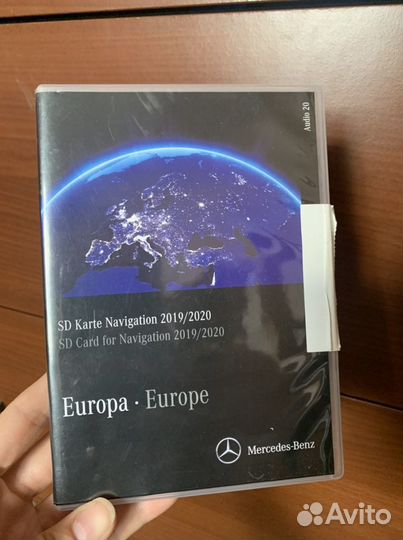 Audio 20
SD Karte Navigation 2019/2020
SD Card for Navigation 2019/2020
Europa · Europe
Mercedes-Benz
Avito